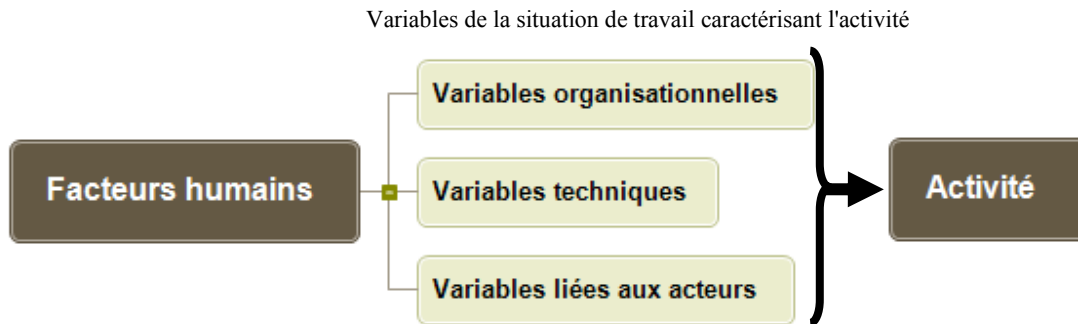 Variables de la situation de travail caractérisant l'activité
Variables organisationnelles
Facteurs humains
Variables techniques
Activité
Variables liées aux acteurs